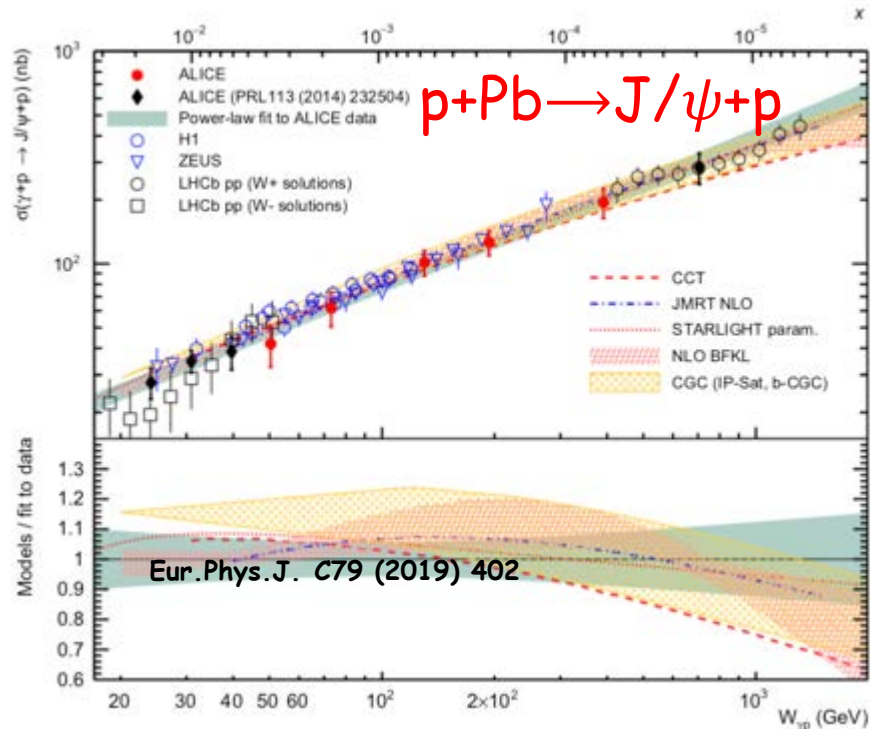 10⁻²
10⁻³
10⁻⁴
10⁻⁵
x
10³
10²
σ(γ+p → J/ψ+p) (nb)
ALICE
ALICE (PRL113 (2014) 232504)
Power-law fit to ALICE data
H1
ZEUS
LHCb pp (W+ solutions)
LHCb pp (W- solutions)
p+Pb→J/ψ+p
CCT
JMRT NLO
STARLIGHT param.
NLO BFKL
CGC (IP-Sat, b-CGC)
Models / fit to data
1.3
1.2
1.1
1
0.9
0.8
0.7
0.6
Eur.Phys.J. C79 (2019) 402
20
30
40
50
60
10²
2×10²
10³
Wγp (GeV)